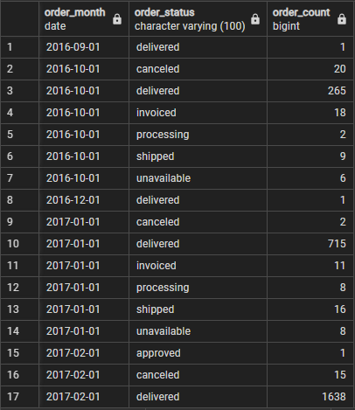 order_month order_status order_count
date character varying (100) bigint
1 2016-09-01 delivered 1
2 2016-10-01 canceled 20
3 2016-10-01 delivered 265
4 2016-10-01 invoiced 18
5 2016-10-01 processing 2
6 2016-10-01 shipped 9
7 2016-10-01 unavailable 6
8 2016-12-01 delivered 1
9 2017-01-01 canceled 2
10 2017-01-01 delivered 715
11 2017-01-01 invoiced 11
12 2017-01-01 processing 8
13 2017-01-01 shipped 16
14 2017-01-01 unavailable 8
15 2017-02-01 approved 1
16 2017-02-01 canceled 15
17 2017-02-01 delivered 1638